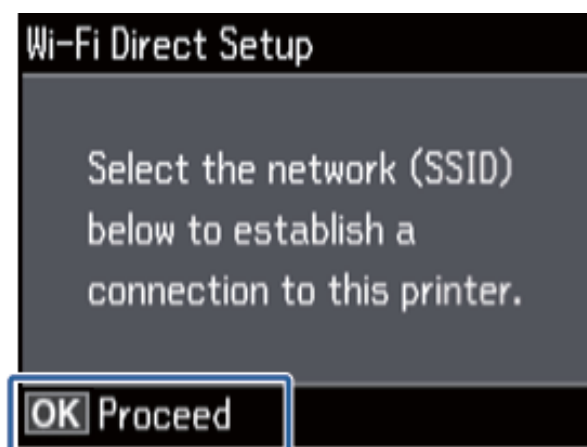 Wi-Fi Direct Setup
Select the network (SSID)
below to establish a
connection to this printer.
OK Proceed